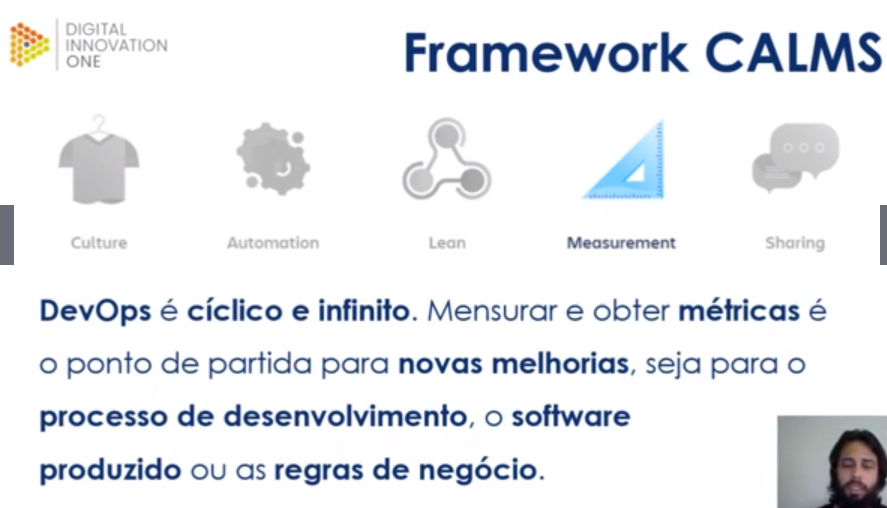 DIGITAL
INNOVATION
ONE
Framework CALMS
Culture
Automation
Lean
Measurement
Sharing
DevOps é cíclico e infinito. Mensurar e obter métricas é
o ponto de partida para novas melhorias, seja para o
processo de desenvolvimento, o software
produzido ou as regras de negócio.